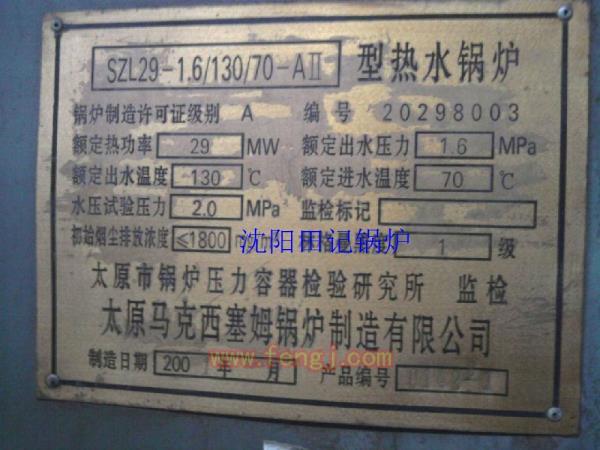 SZL29-1.6/130/70-AⅡ 型热水锅炉
锅炉制造许可证级别 A 编号 20298003
额定热功率 29 MW 额定出水压力 1.6 MPa
额定出水温度 130 ℃ 额定进水温度 70 ℃
水压试验压力 2.0 MPa 监检标记
初始烟尘排放浓度 ≤1800 黑度 1 级
沈阳田记锅炉
太原市锅炉压力容器检验研究所 监检
太原马克西塞姆锅炉制造有限公司
www.fengj.com
制造日期 200 年 月 产品编号